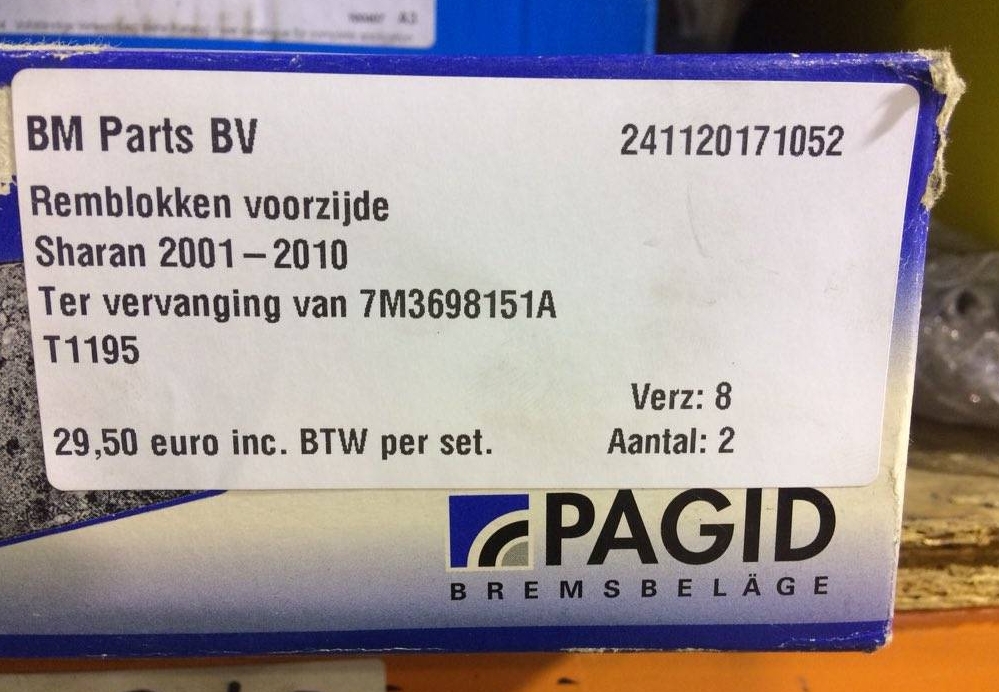 A3
BM Parts BV
241120171052
Remblokken voorzijde
Sharan 2001-2010
Ter vervanging van 7M3698151A
T1195
Verz: 8
29,50 euro inc. BTW per set.
Aantal: 2
PAGID
BREMSBELÄGE